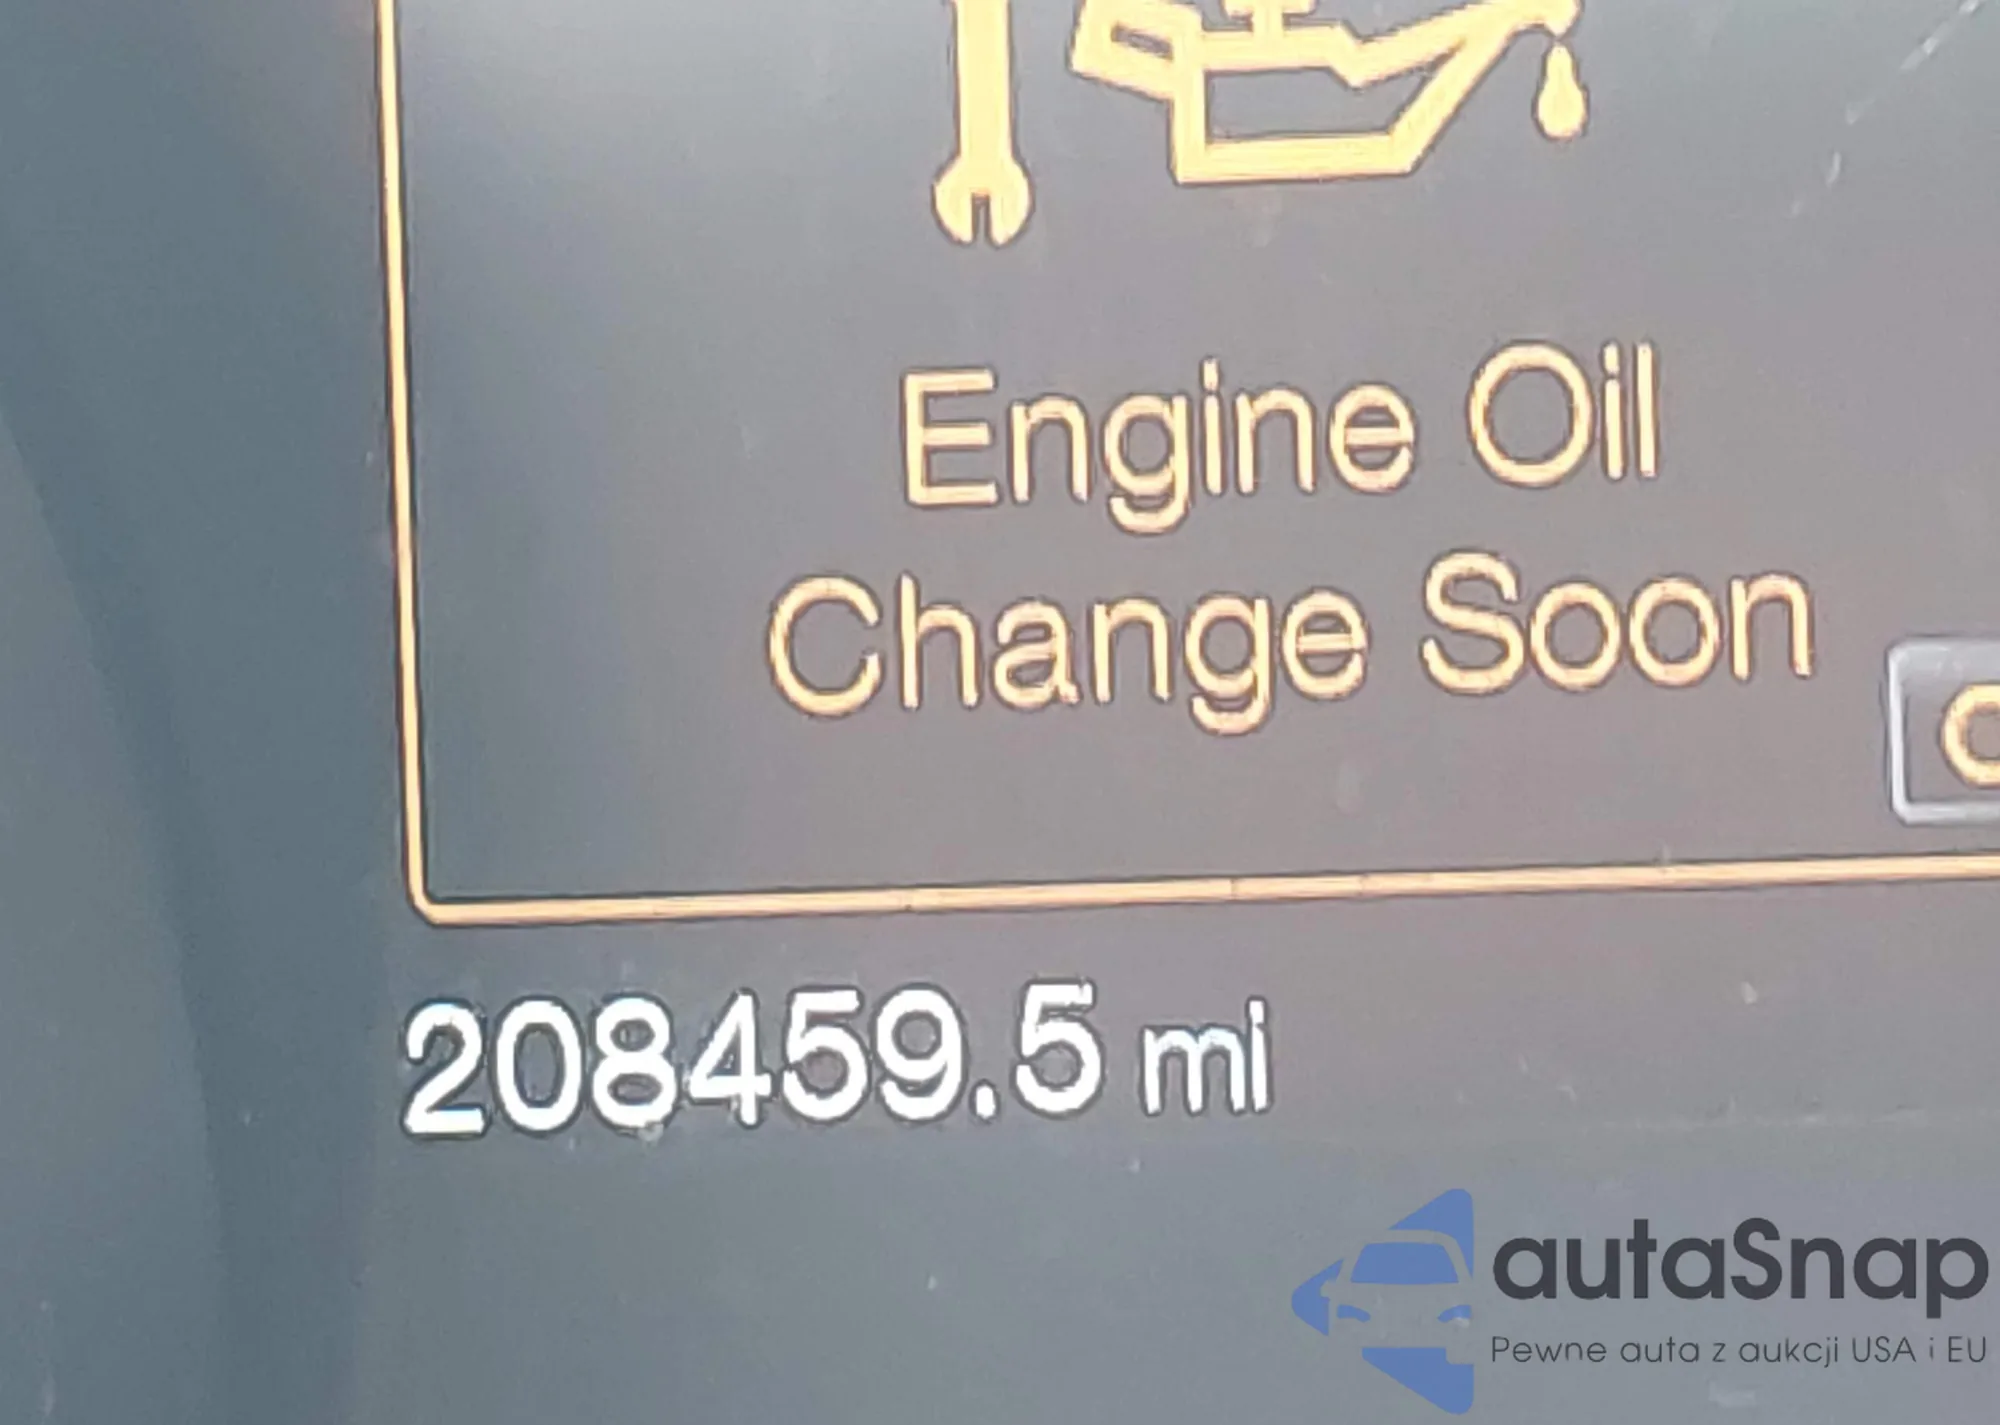 Engine Oil
Change Soon
208459.5 mi
autaSnap
Pewne auta z aukcji USA i EU